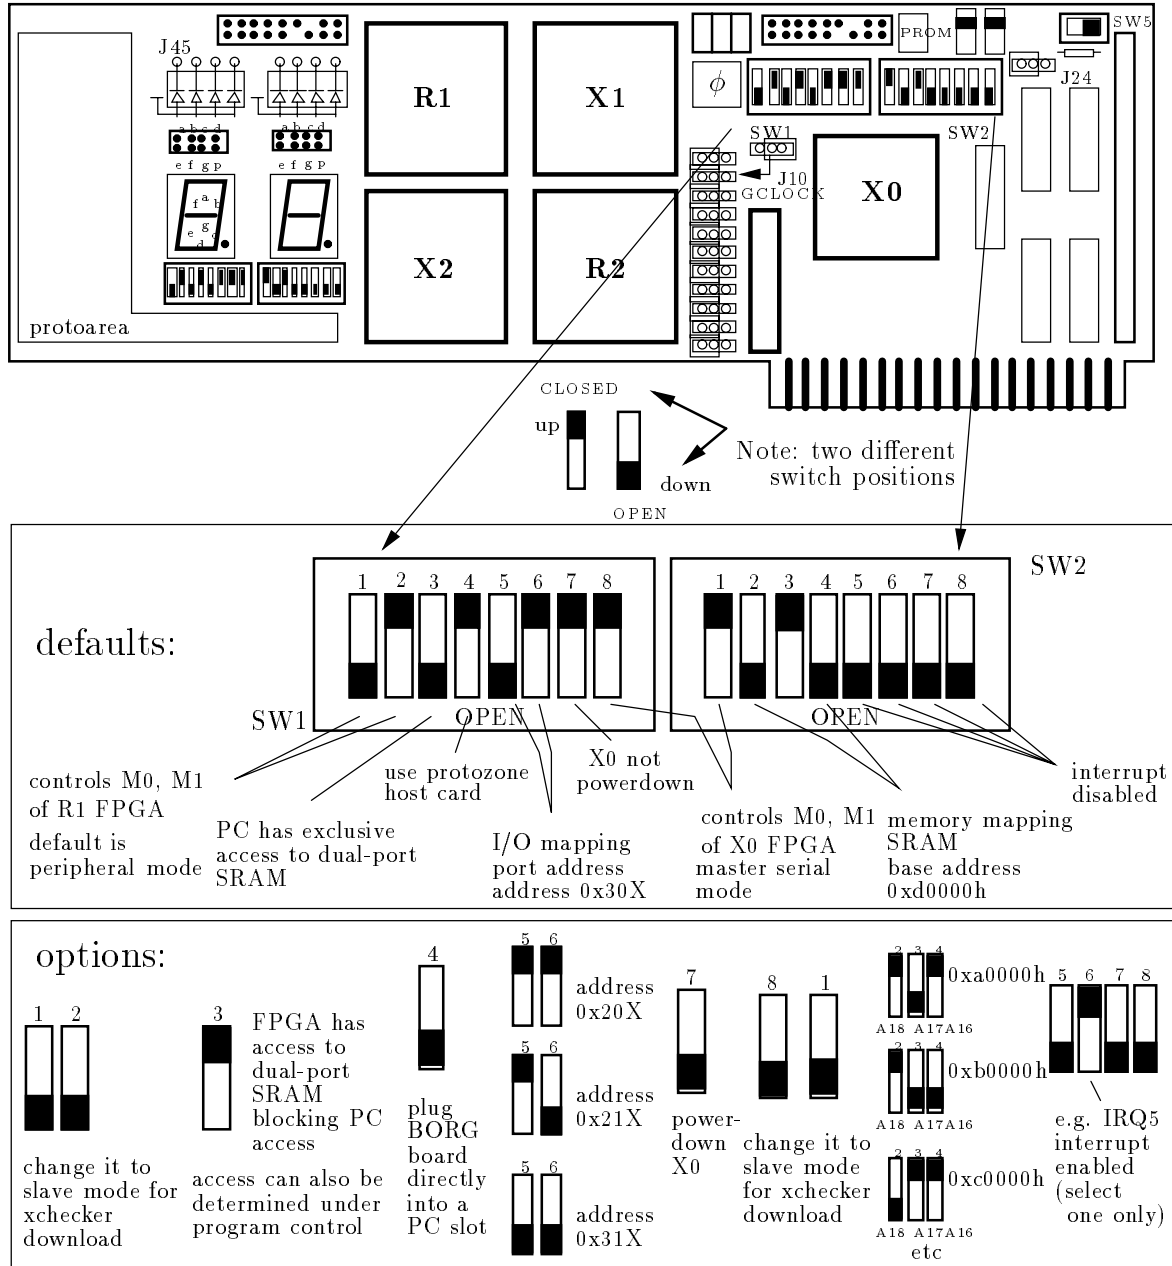 J45
PROM
SW5
R1
X1
ϕ
J24
a b c d
a b c d
SW1
SW2
e f g p
e f g p
J10
GCLOCK
X0
a
f b
g
e c
d
X2
R2
protoarea
CLOSED
up
down
OPEN
Note: two different
switch positions
defaults:
SW1
SW2
1 2 3 4 5 6 7 8
1 2 3 4 5 6 7 8
OPEN
OPEN
controls M0, M1
of R1 FPGA
default is
peripheral mode
PC has exclusive
access to dual-port
SRAM
use protozone
host card
I/O mapping
port address
address 0x30X
X0 not
powerdown
controls M0, M1
of X0 FPGA
master serial
mode
memory mapping
SRAM
base address
0xd0000h
interrupt
disabled
options:
1 2
change it to
slave mode for
xchecker
download
3
FPGA has
access to
dual-port
SRAM
blocking PC
access
access can also be
determined under
program control
4
plug
BORG
board
directly
into a
PC slot
5 6
address
0x20X
5 6
address
0x21X
5 6
address
0x31X
7
power-
down
X0
8 1
change it to
slave mode
for xchecker
download
2 3 4
0xa0000h
A18 A17A16
2 3 4
0xb0000h
A18 A17A16
2 3 4
0xc0000h
A18 A17A16
etc
5 6 7 8
e.g. IRQ5
interrupt
enabled
(select
one only)